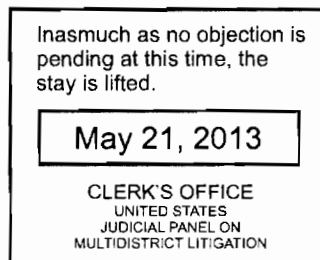 Inasmuch as no objection is
pending at this time, the
stay is lifted.
May 21, 2013
CLERK'S OFFICE
UNITED STATES
JUDICIAL PANEL ON
MULTIDISTRICT LITIGATION